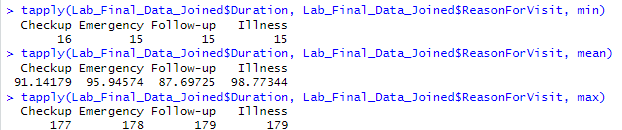 > tapply(Lab_Final_Data_Joined$Duration, Lab_Final_Data_Joined$ReasonForVisit, min)
Checkup Emergency Follow-up Illness
16 15 15 15
> tapply(Lab_Final_Data_Joined$Duration, Lab_Final_Data_Joined$ReasonForVisit, mean)
Checkup Emergency Follow-up Illness
91.14179 95.94574 87.69725 98.77344
> tapply(Lab_Final_Data_Joined$Duration, Lab_Final_Data_Joined$ReasonForVisit, max)
Checkup Emergency Follow-up Illness
177 178 179 179